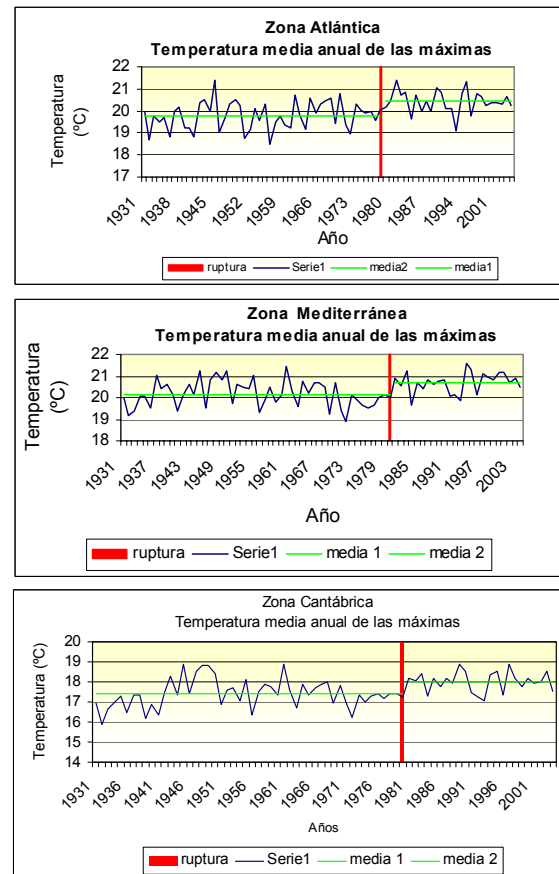 Zona Atlántica
Temperatura media anual de las máximas
Temperatura
(ºC)
22
21
20
19
18
17
1931
1938
1945
1952
1959
1966
1973
1980
1987
1994
2001
Año
ruptura
Serie1
media2
media1
Zona Mediterránea
Temperatura media anual de las máximas
Temperatura
(ºC)
22
21
20
19
18
1931
1937
1943
1949
1955
1961
1967
1973
1979
1985
1991
1997
2003
Año
ruptura
Serie1
media 1
media 2
Zona Cantábrica
Temperatura media anual de las máximas
Temperatura (ºC)
20
19
18
17
16
15
14
1931
1936
1941
1946
1951
1956
1961
1966
1971
1976
1981
1986
1991
1996
2001
Años
ruptura
Serie1
media 1
media 2